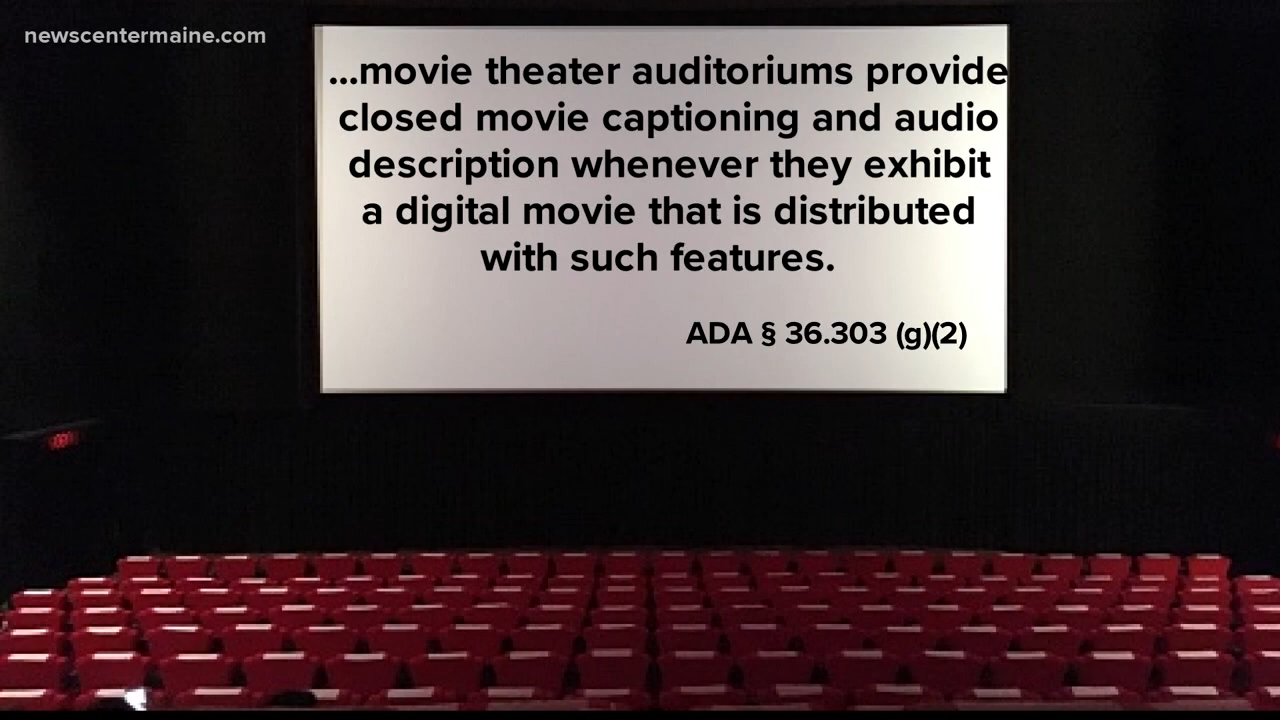 newscentermaine.com
...movie theater auditoriums provide
closed movie captioning and audio
description whenever they exhibit
a digital movie that is distributed
with such features.
ADA § 36.303 (g)(2)